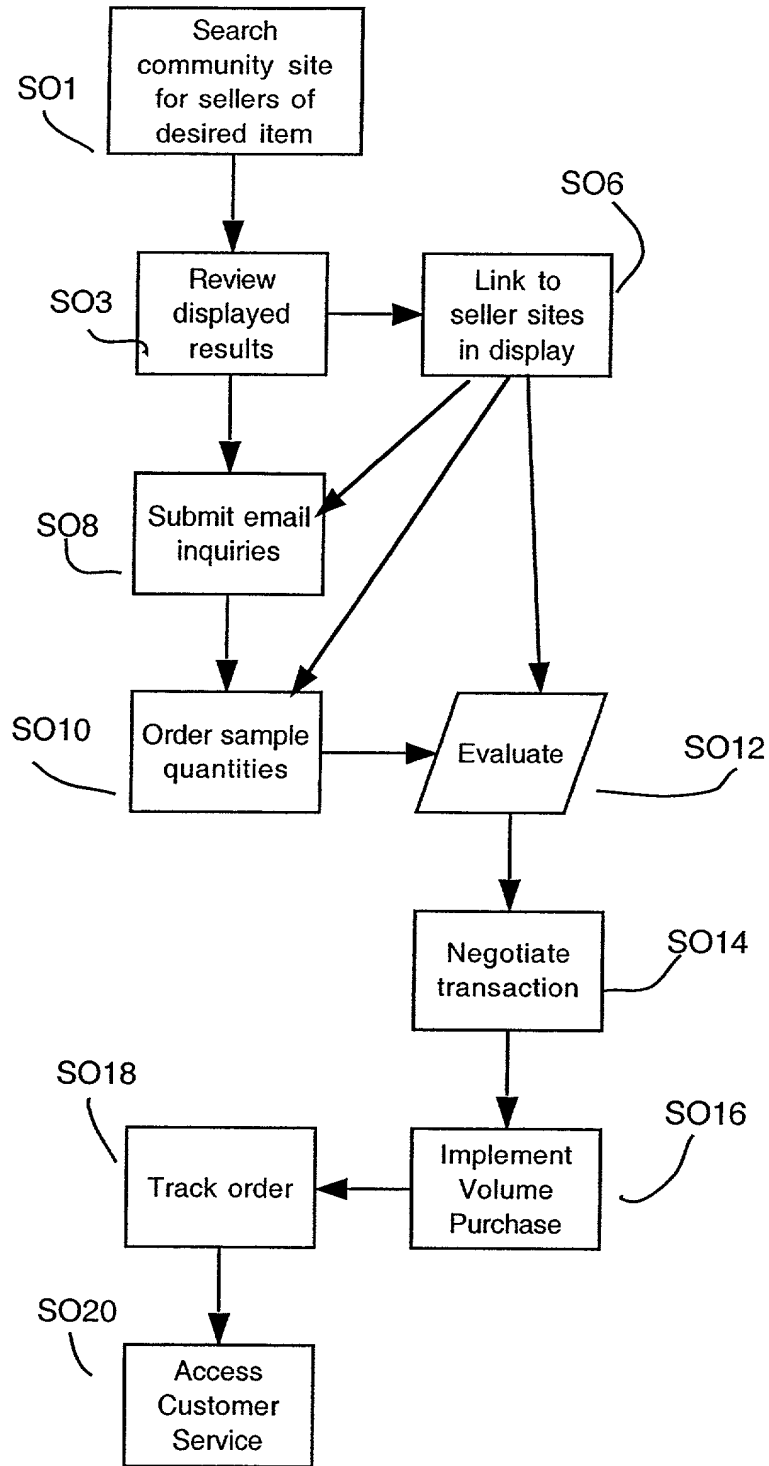 Search
community site
for sellers of
desired item
SO1
SO6
Review
displayed
results
SO3
Link to
seller sites
in display
Submit email
inquiries
SO8
Order sample
quantities
SO10
Evaluate
SO12
Negotiate
transaction
SO14
Implement
Volume
Purchase
SO16
SO18
Track order
SO20
Access
Customer
Service